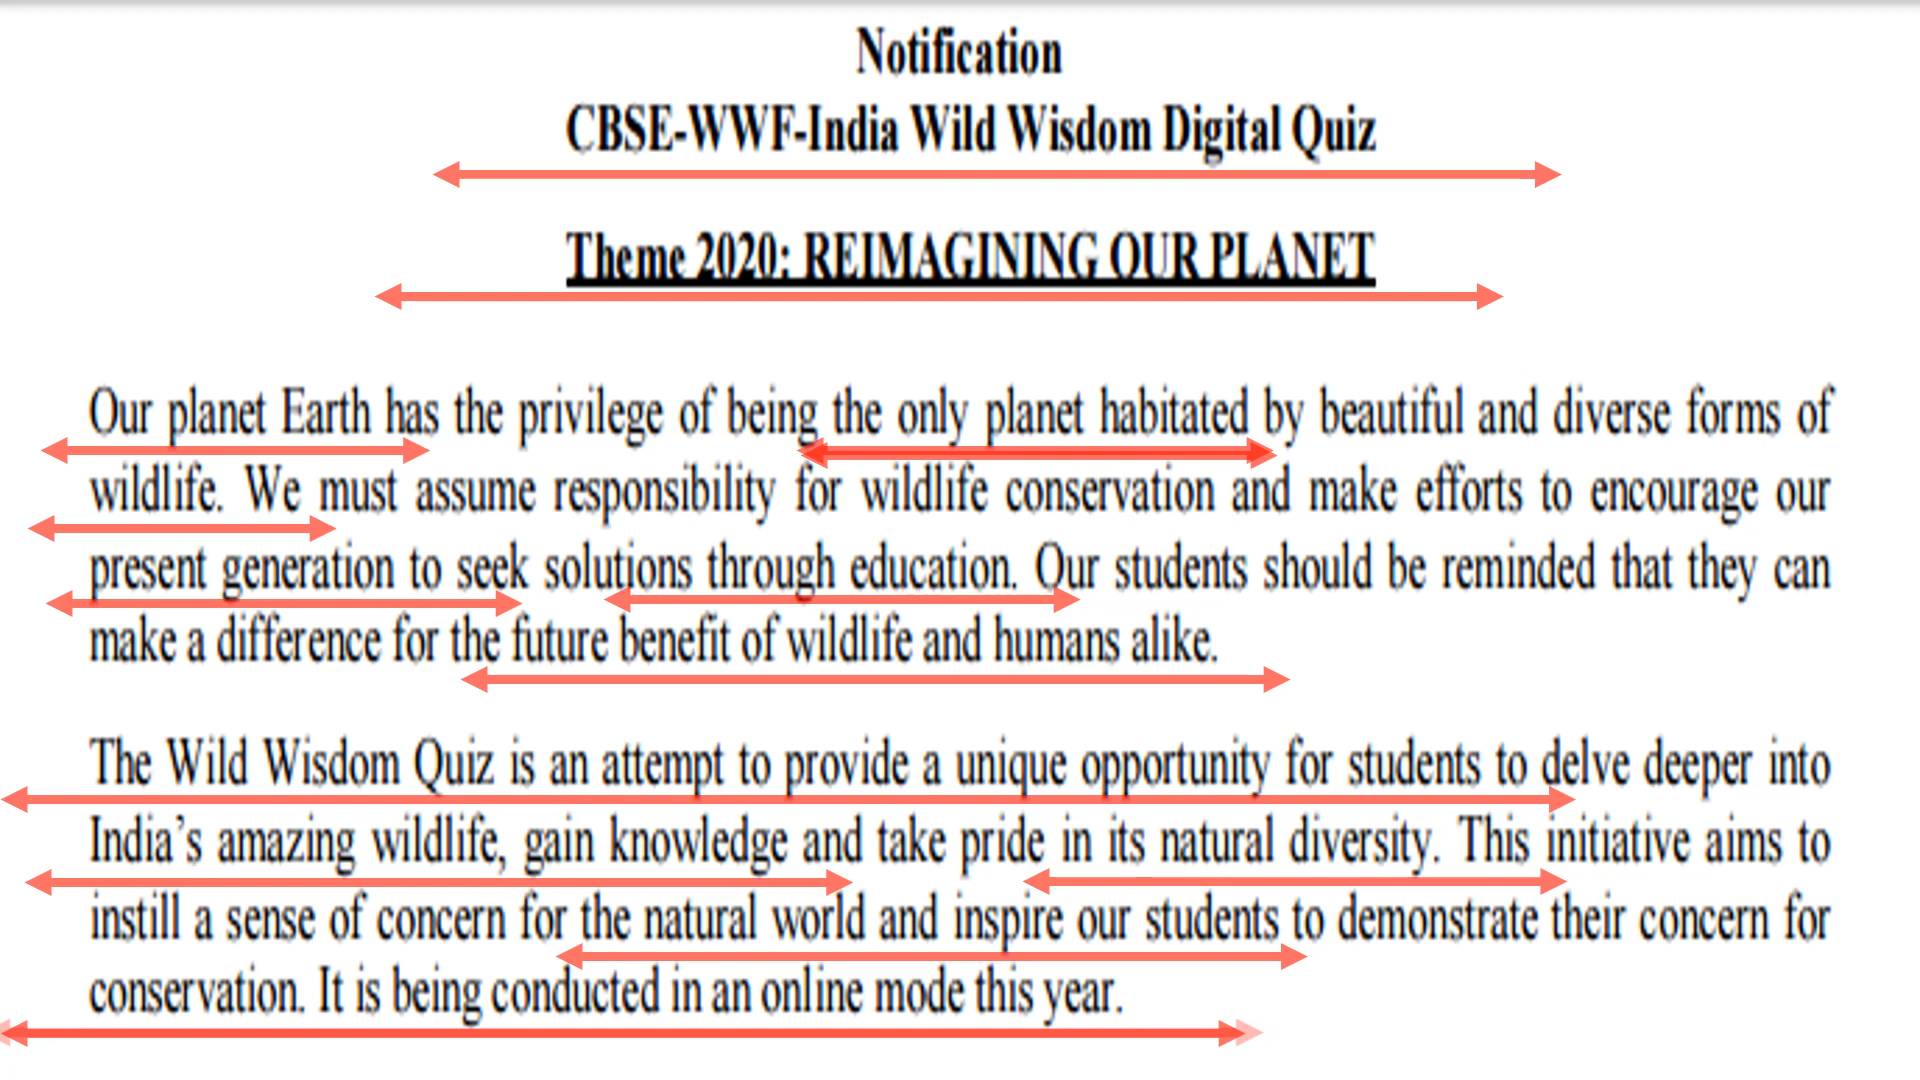 Notification
CBSE-WWF-India Wild Wisdom Digital Quiz
Theme 2020: REIMAGINING OUR PLANET
Our planet Earth has the privilege of being the only planet habitated by beautiful and diverse forms of
wildlife. We must assume responsibility for wildlife conservation and make efforts to encourage our
present generation to seek solutions through education. Our students should be reminded that they can
make a difference for the future benefit of wildlife and humans alike.
The Wild Wisdom Quiz is an attempt to provide a unique opportunity for students to delve deeper into
India’s amazing wildlife, gain knowledge and take pride in its natural diversity. This initiative aims to
instill a sense of concern for the natural world and inspire our students to demonstrate their concern for
conservation. It is being conducted in an online mode this year.